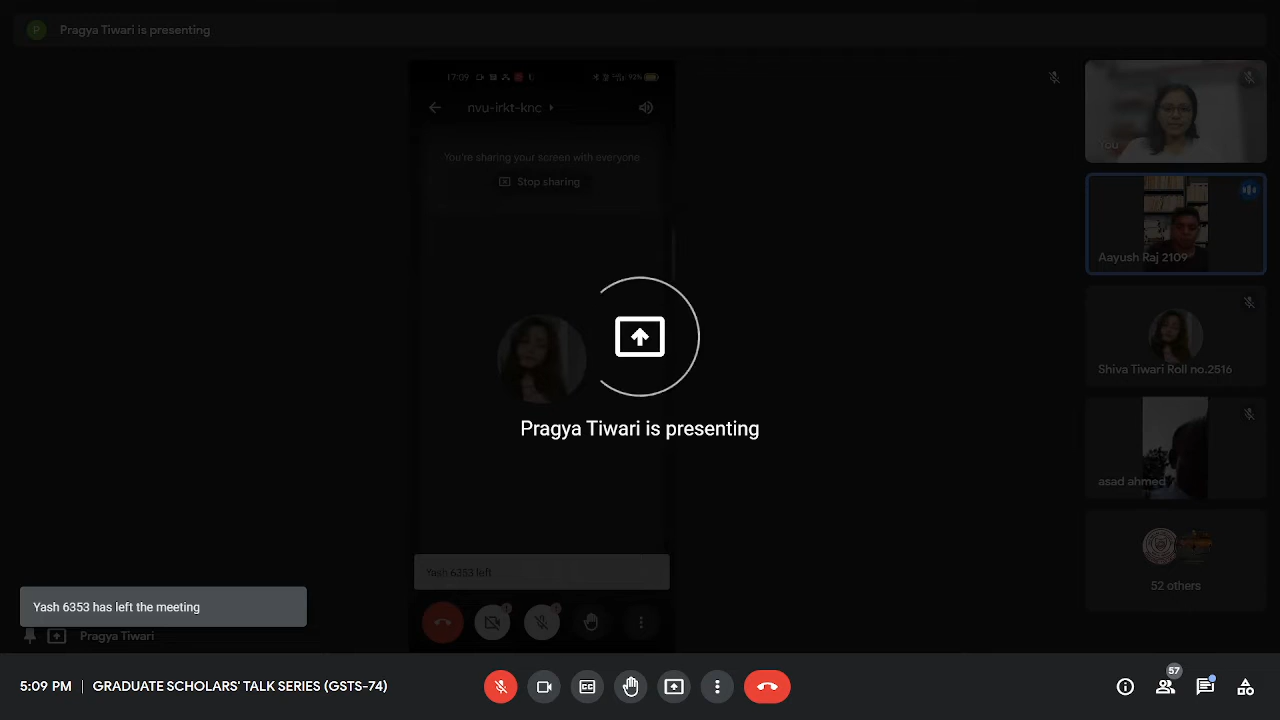 P
Pragya Tiwari is presenting
17:09
92%
nvu-irkt-knc
You're sharing your screen with everyone
Stop sharing
You
Aayush Raj 2109
Shiva Tiwari Roll no.2516
Pragya Tiwari is presenting
asad ahmed
Yash 6353 left
52 others
Yash 6353 has left the meeting
Pragya Tiwari
5:09 PM | GRADUATE SCHOLARS' TALK SERIES (GSTS-74)
CC
57